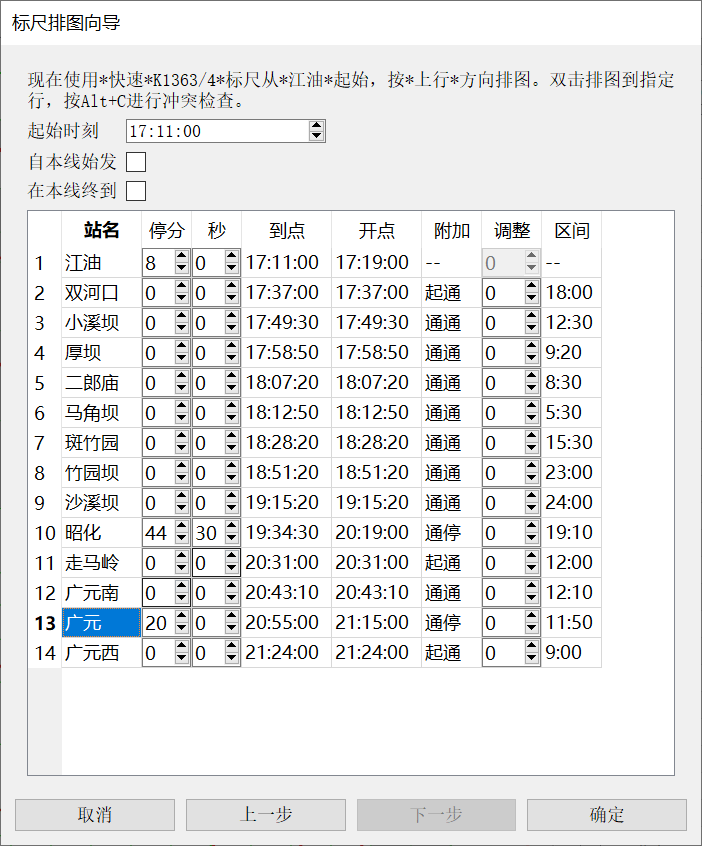 标尺排图向导
现在使用*快速*K1363/4*标尺从*江油*起始，按*上行*方向排图。双击排图到指定
行，按Alt+C进行冲突检查。
起始时刻 17:11:00
自本线始发
在本线终到
站名 停分 秒 到点 开点 附加 调整 区间
1 江油 8 0 17:11:00 17:19:00 -- 0 --
2 双河口 0 0 17:37:00 17:37:00 起通 0 18:00
3 小溪坝 0 0 17:49:30 17:49:30 通通 0 12:30
4 厚坝 0 0 17:58:50 17:58:50 通通 0 9:20
5 二郎庙 0 0 18:07:20 18:07:20 通通 0 8:30
6 马角坝 0 0 18:12:50 18:12:50 通通 0 5:30
7 斑竹园 0 0 18:28:20 18:28:20 通通 0 15:30
8 竹园坝 0 0 18:51:20 18:51:20 通通 0 23:00
9 沙溪坝 0 0 19:15:20 19:15:20 通通 0 24:00
10 昭化 44 30 19:34:30 20:19:00 通停 0 19:10
11 走马岭 0 0 20:31:00 20:31:00 起通 0 12:00
12 广元南 0 0 20:43:10 20:43:10 通通 0 12:10
13 广元 20 0 20:55:00 21:15:00 通停 0 11:50
14 广元西 0 0 21:24:00 21:24:00 起通 0 9:00
取消 上一步 下一步 确定